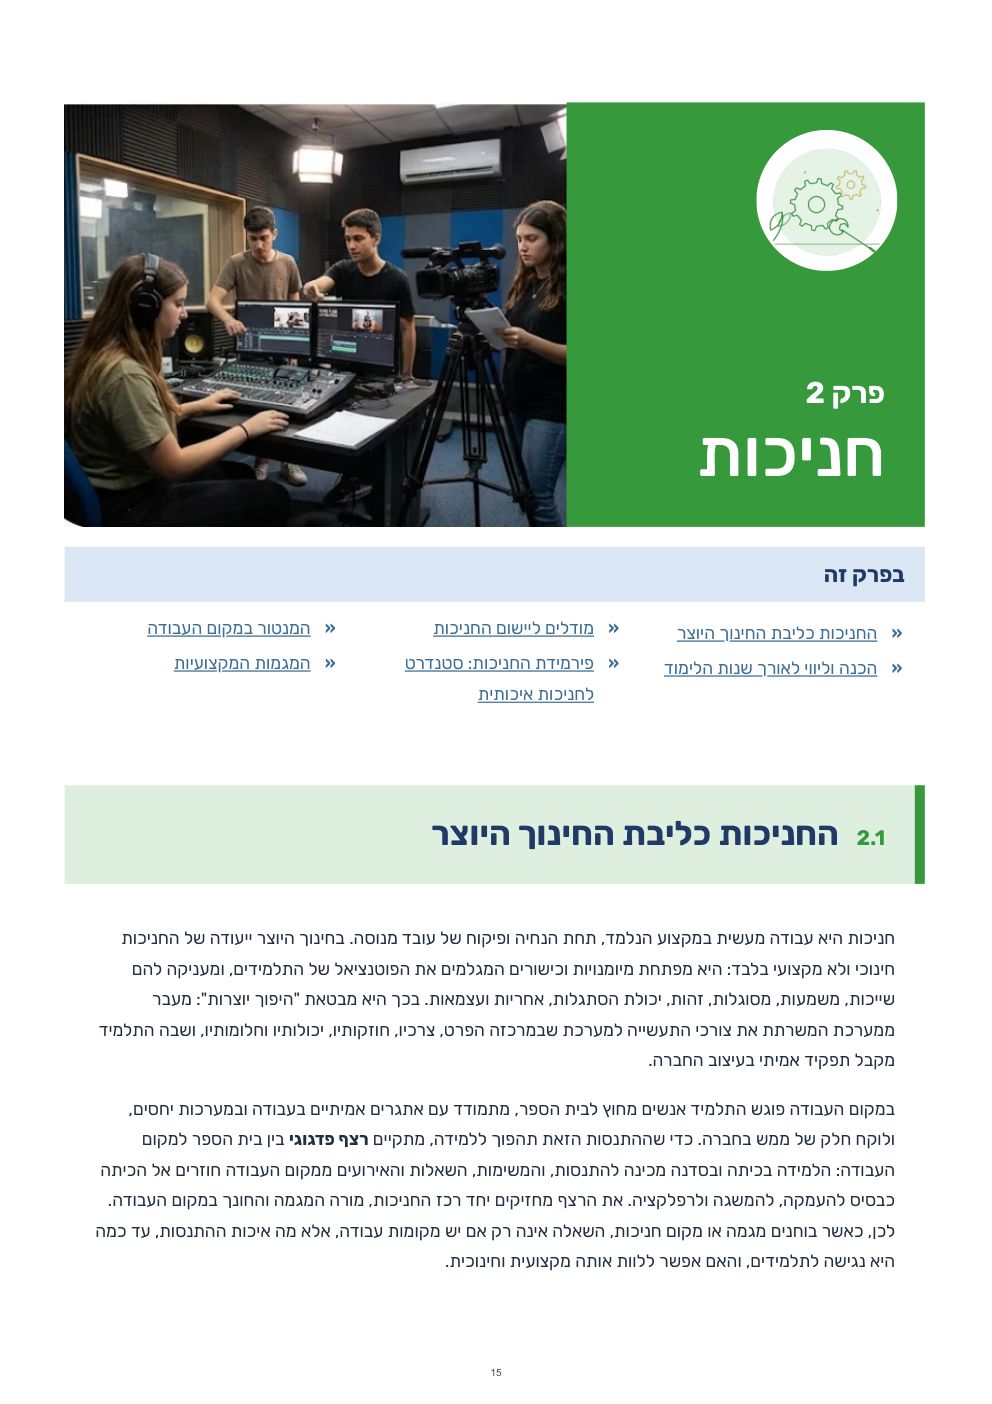 פרק 2
חניכות
בפרק זה
« החניכות כליבת החינוך היוצר
« הכנה וליווי לאורך שנות הלימוד
« מודלים ליישום החניכות
« פירמידת החניכות: סטנדרט
לחניכות איכותית
« המנטור במקום העבודה
« המגמות המקצועיות
2.1 החניכות כליבת החינוך היוצר
חניכות היא עבודה מעשית במקצוע הנלמד, תחת הנחיה ופיקוח של עובד מנוסה. בחינוך היוצר ייעודה של החניכות
חינוכי ולא מקצועי בלבד: היא מפתחת מיומנויות וכישורים המגלמים את הפוטנציאל של התלמידים, ומעניקה להם
שייכות, משמעות, מסוגלות, זהות, יכולת הסתגלות, אחריות ועצמאות. בכך היא מבטאת "היפוך יוצרות": מעבר
ממערכת המשרתת את צורכי התעשייה למערכת שבמרכזה הפרט, צרכיו, חוזקותיו, יכולותיו וחלומותיו, ושבה התלמיד
מקבל תפקיד אמיתי בעיצוב החברה.
במקום העבודה פוגש התלמיד אנשים מחוץ לבית הספר, מתמודד עם אתגרים אמיתיים בעבודה ובמערכות יחסים,
ולוקח חלק של ממש בחברה. כדי שההתנסות הזאת תהפוך ללמידה, מתקיים רצף פדגוגי בין בית הספר למקום
העבודה: הלמידה בכיתה ובסדנה מכינה להתנסות, והמשימות, השאלות והאירועים ממקום העבודה חוזרים אל הכיתה
כבסיס להעמקה, להמשגה ולרפלקציה. את הרצף מחזיקים יחד רכז החניכות, מורה המגמה והחונך במקום העבודה.
לכן, כאשר בוחנים מגמה או מקום חניכות, השאלה אינה רק אם יש מקומות עבודה, אלא מה איכות ההתנסות, עד כמה
היא נגישה לתלמידים, והאם אפשר ללוות אותה מקצועית וחינוכית.
15